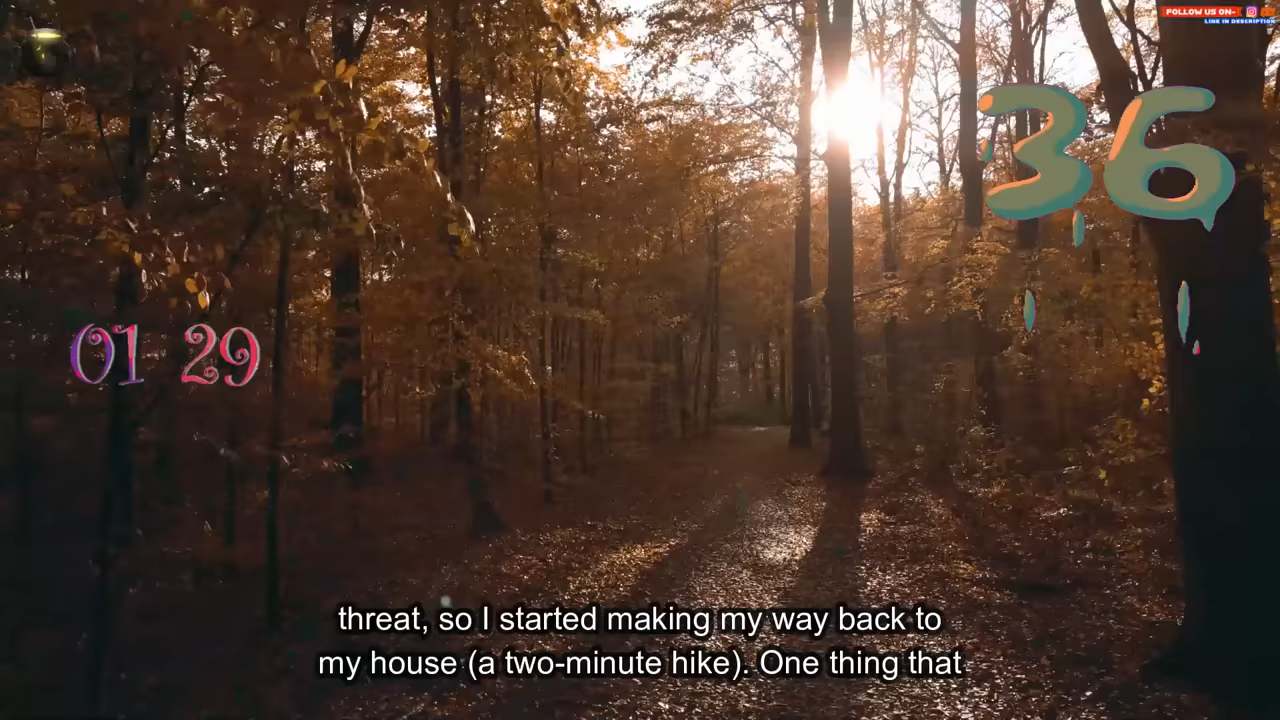 FOLLOW US ON-
LINK IN DESCRIPTION
36
01 29
threat, so I started making my way back to
my house (a two-minute hike). One thing that